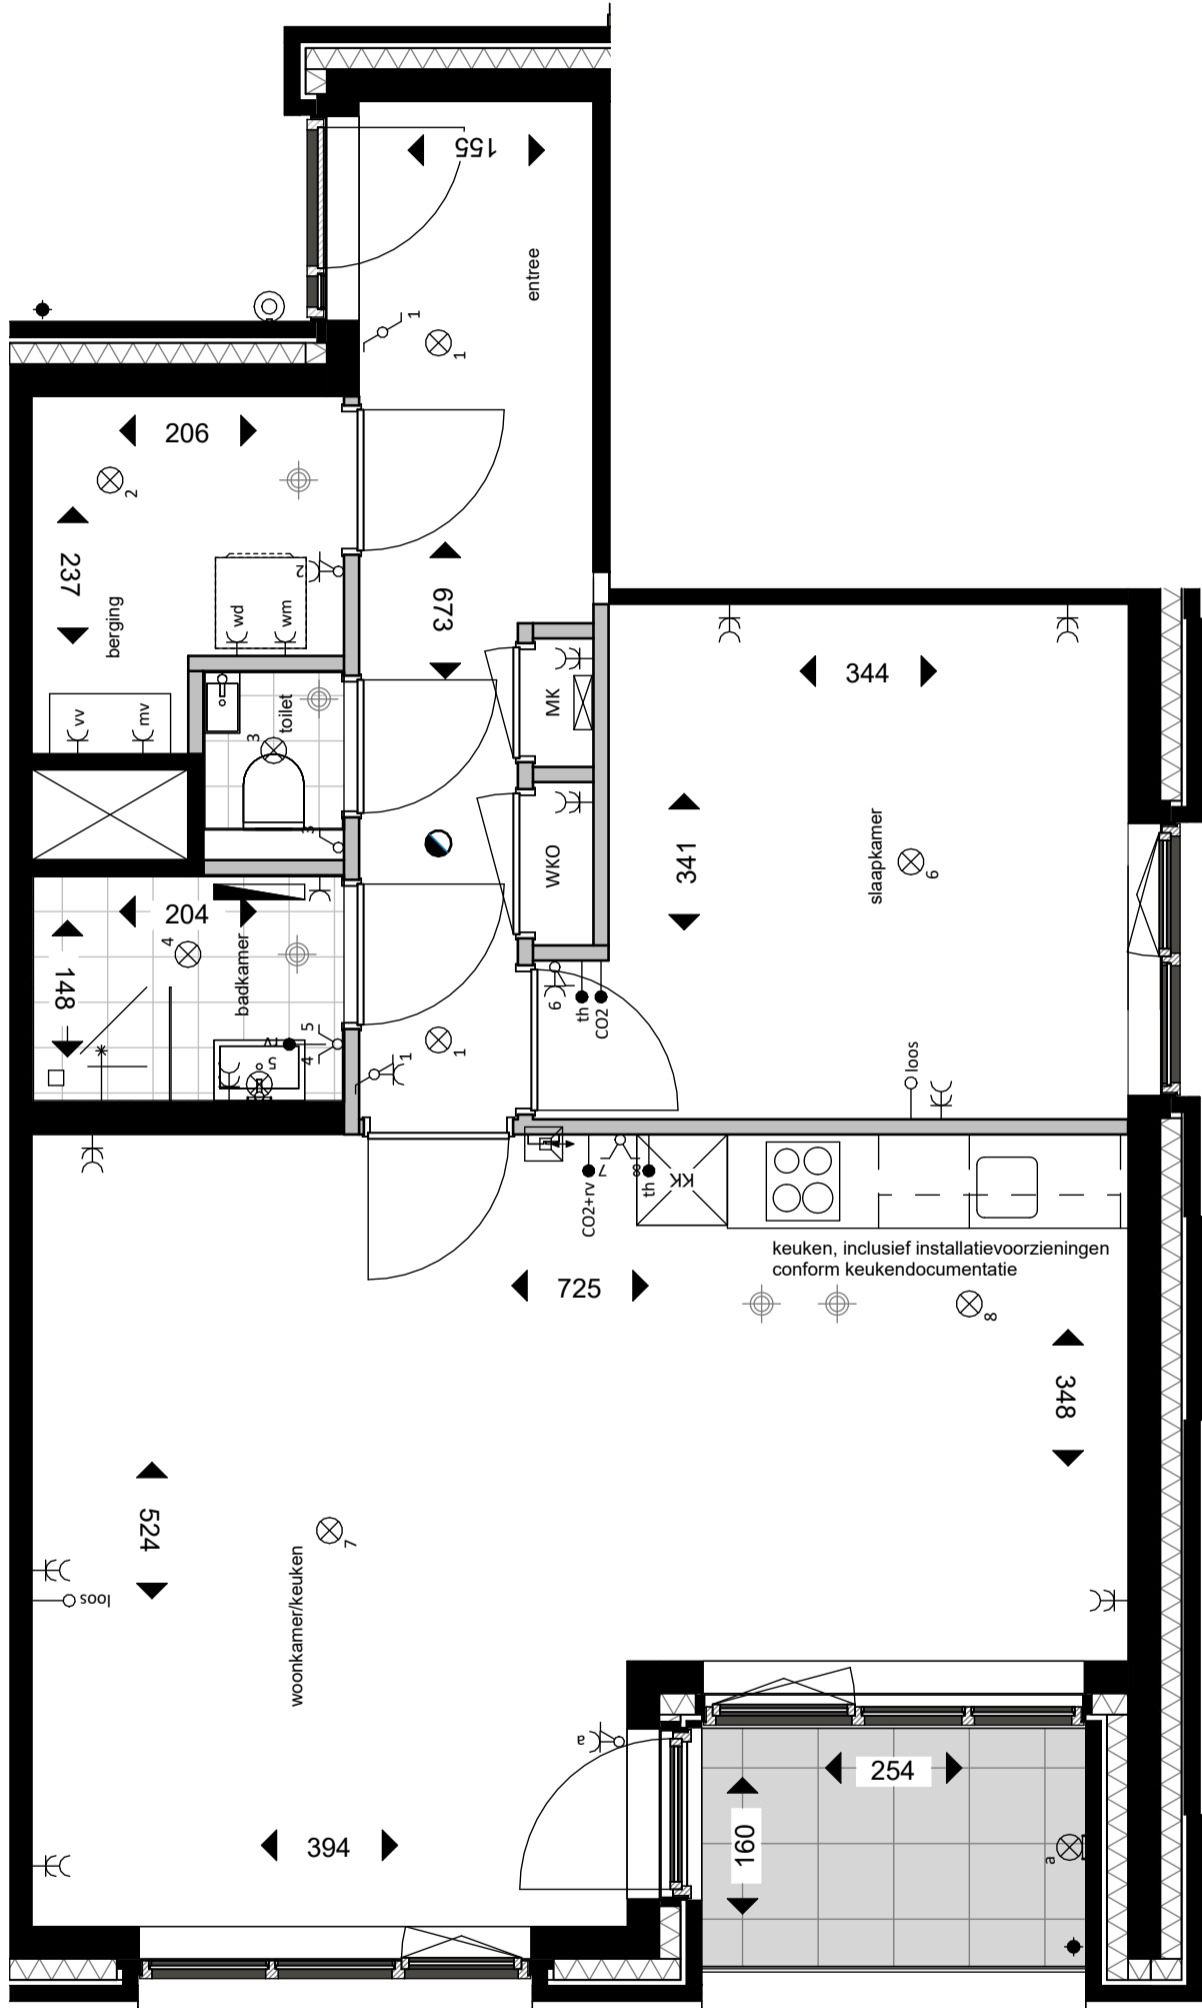 155
entree
1
1
206
2
237
berging
wd
wm
2
673
vv
mv
toilet
3
3
MK
WKO
344
341
slaapkamer
6
204
4
148
badkamer
rv
5
5
4
1
1
6
th
CO2
loos
7
8
CO2+rv
th
KK
keuken, inclusief installatievoorzieningen
conform keukendocumentatie
725
8
348
524
7
loos
woonkamer/keuken
a
394
254
160
a